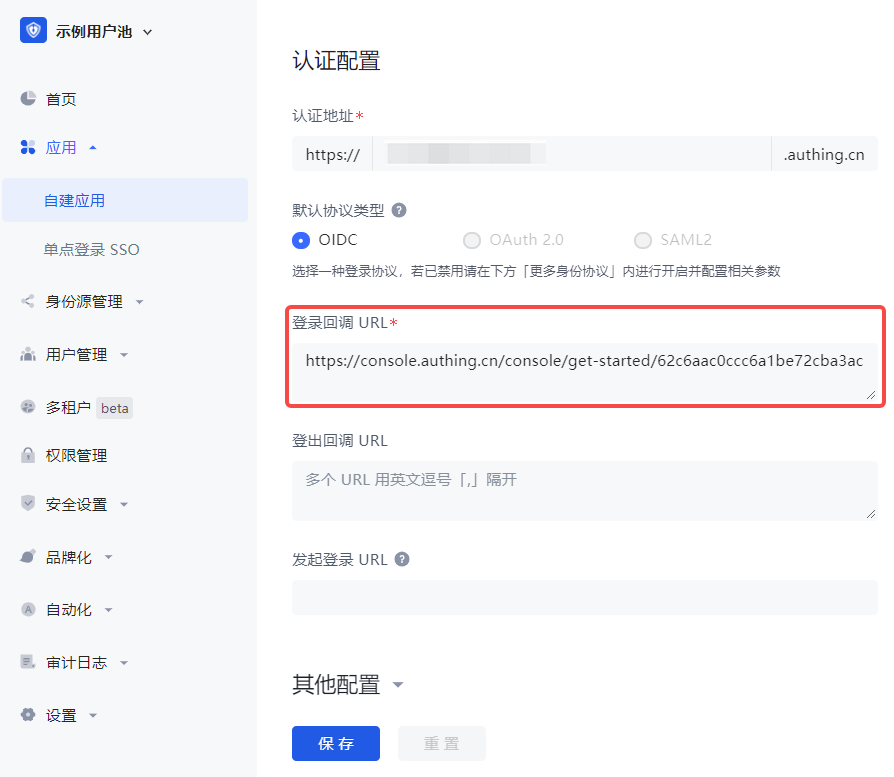 示例用户池
首页
应用
自建应用
单点登录 SSO
身份源管理
用户管理
多租户 beta
权限管理
安全设置
品牌化
自动化
审计日志
设置
认证配置
认证地址*
https:// .authing.cn
默认协议类型 ?
OIDC OAuth 2.0 SAML2
选择一种登录协议，若已禁用请在下方「更多身份协议」内进行开启并配置相关参数
登录回调 URL*
https://console.authing.cn/console/get-started/62c6aac0ccc6a1be72cba3ac
登出回调 URL
多个 URL 用英文逗号「,」隔开
发起登录 URL ?
其他配置
保存 重置